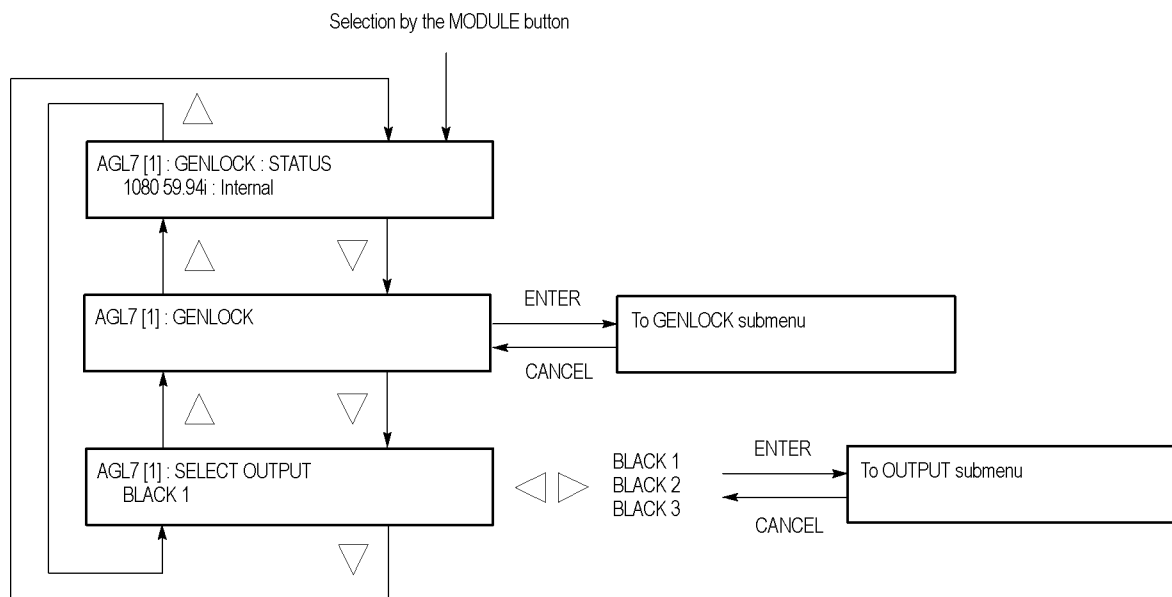 Selection by the MODULE button
AGL7 [1] : GENLOCK : STATUS
1080 59.94i : Internal
AGL7 [1] : GENLOCK
ENTER
CANCEL
To GENLOCK submenu
AGL7 [1] : SELECT OUTPUT
BLACK 1
BLACK 1
BLACK 2
BLACK 3
ENTER
CANCEL
To OUTPUT submenu